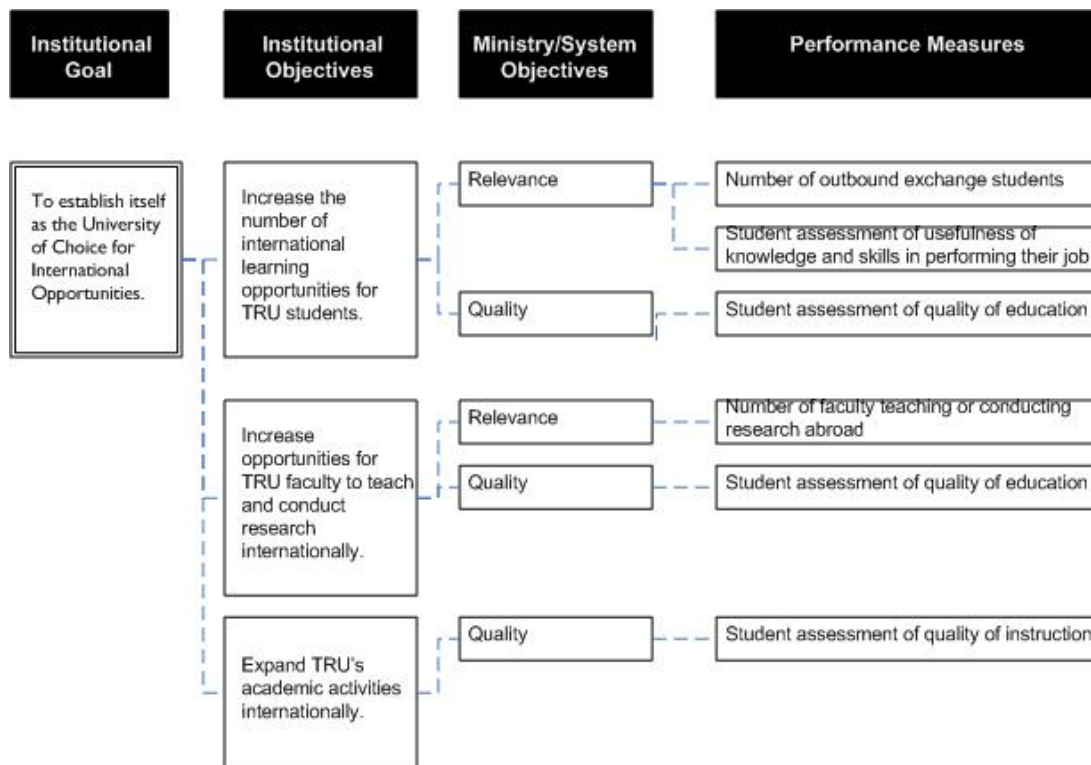 Institutional
Goal
Institutional
Objectives
Ministry/System
Objectives
Performance Measures
To establish itself
as the University
of Choice for
International
Opportunities.
Increase the
number of
international
learning
opportunities for
TRU students.
Relevance
Number of outbound exchange students
Student assessment of usefulness of
knowledge and skills in performing their job
Quality
Student assessment of quality of education
Increase
opportunities for
TRU faculty to teach
and conduct
research
internationally.
Relevance
Number of faculty teaching or conducting
research abroad
Quality
Student assessment of quality of education
Expand TRU's
academic activities
internationally.
Quality
Student assessment of quality of instruction